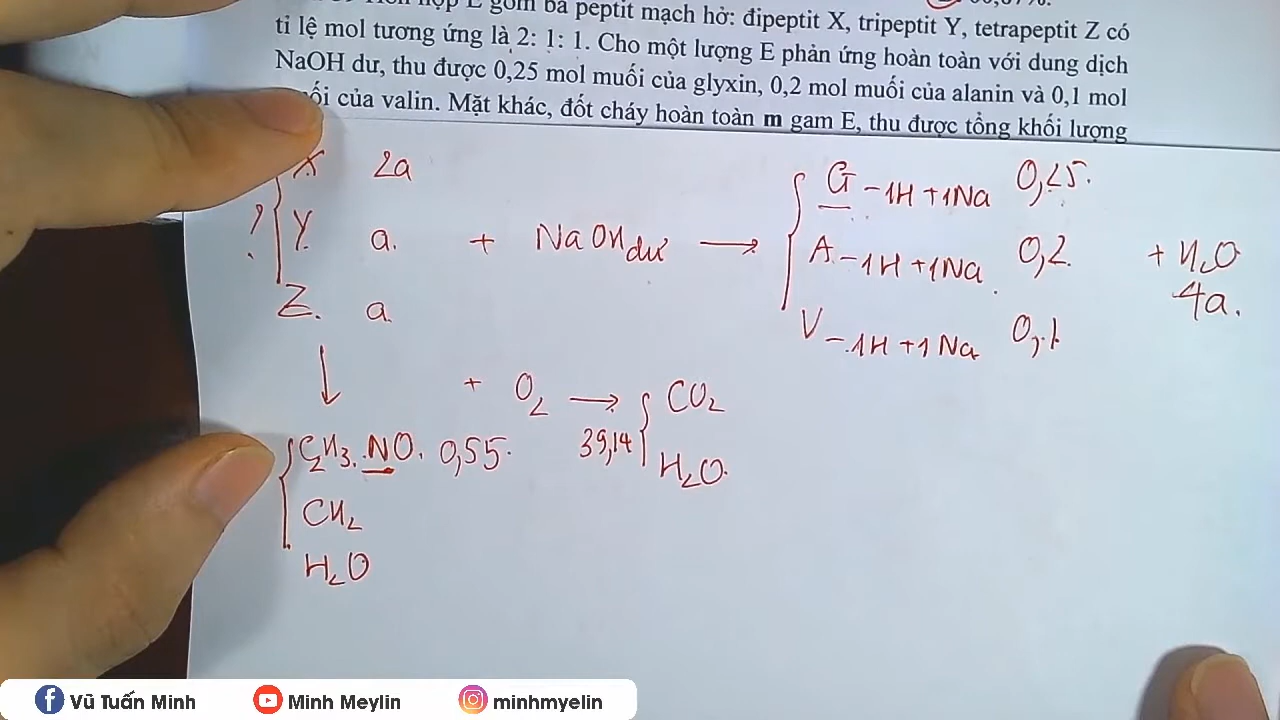 gồm ba peptit mạch hở: đipeptit X, tripeptit Y, tetrapeptit Z có
tỉ lệ mol tương ứng là 2: 1: 1. Cho một lượng E phản ứng hoàn toàn với dung dịch
NaOH dư, thu được 0,25 mol muối của glyxin, 0,2 mol muối của alanin và 0,1 mol
của valin. Mặt khác, đốt cháy hoàn toàn m gam E, thu được tổng khối lượng
X 2a
? Y. a. + NaOH dư → A -1H +1Na 0,2 + H₂O
G -1H +1Na 0,25.
Z. a 4a.
V -1H +1Na 0,1
↓ + O₂ → CO₂
C₂H₃.NO. 0,55. 39,14 H₂O.
CH₂
H₂O
Vũ Tuấn Minh Minh Meylin minhmyelin